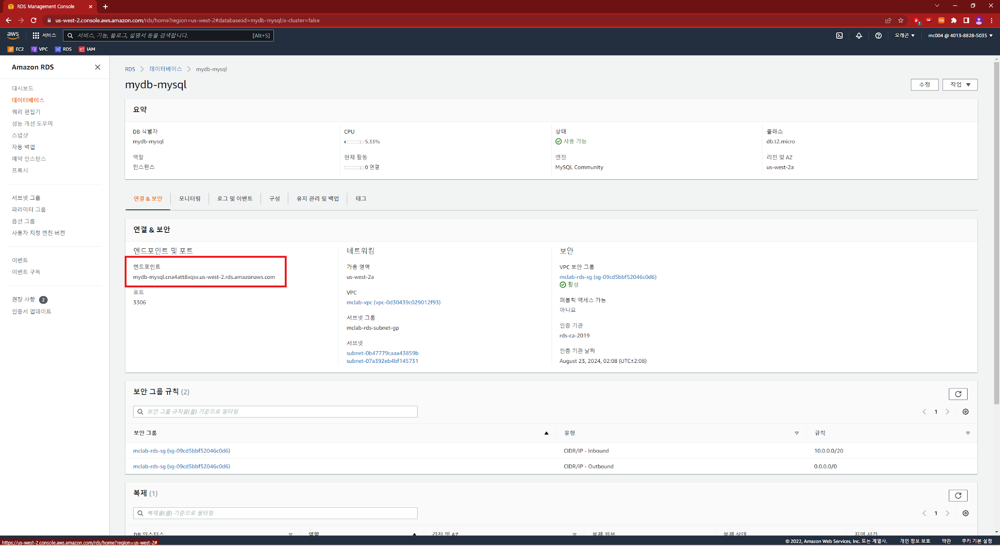 RDS Management Console
us-west-2.console.aws.amazon.com/rds/home?region=us-west-2#database:id=mydb-mysql;is-cluster=false
1
aws 서비스 서비스, 기능, 블로그, 설명서 등을 검색합니다. [Alt+S] 오레곤 mc004 @ 4013-8828-5035
EC2 VPC RDS IAM
Amazon RDS
대시보드
데이터베이스
쿼리 편집기
성능 개선 도우미
스냅샷
자동 백업
예약 인스턴스
프록시
서브넷 그룹
파라미터 그룹
옵션 그룹
사용자 지정 엔진 버전
이벤트
이벤트 구독
권장 사항 2
인증서 업데이트
RDS 데이터베이스 mydb-mysql
mydb-mysql
수정 작업
요약
DB 식별자
mydb-mysql
역할
인스턴스
CPU
5.33%
현재 활동
0 연결
상태
사용 가능
엔진
MySQL Community
클래스
db.t2.micro
리전 및 AZ
us-west-2a
연결 & 보안 모니터링 로그 및 이벤트 구성 유지 관리 및 백업 태그
연결 & 보안
엔드포인트 및 포트
엔드포인트
mydb-mysql.cna4att8xqsv.us-west-2.rds.amazonaws.com
포트
3306
네트워킹
가용 영역
us-west-2a
VPC
mclab-vpc (vpc-0d30439c029012f93)
서브넷 그룹
mclab-rds-subnet-gp
서브넷
subnet-0b47779caaa43859b
subnet-07a392eb4bf145731
보안
VPC 보안 그룹
mclab-rds-sg (sg-09cd5bbf52046c0d6)
활성
퍼블릭 액세스 가능
아니요
인증 기관
rds-ca-2019
인증 기관 날짜
August 23, 2024, 02:08 (UTC±2:08)
보안 그룹 규칙 (2)
보안 그룹 규칙을(를) 기준으로 필터링
1
보안 그룹 유형 규칙
mclab-rds-sg (sg-09cd5bbf52046c0d6) CIDR/IP - Inbound 10.0.0.0/20
mclab-rds-sg (sg-09cd5bbf52046c0d6) CIDR/IP - Outbound 0.0.0.0/0
복제 (1)
복제을(를) 기준으로 필터링
1
DB 인스턴스 역할 리전 및 AZ 복제 원본 복제 상태 지연 시간
https://us-west-2.console.aws.amazon.com/rds/home?region=us-west-2#
© 2022, Amazon Web Services, Inc. 또는 계열사. 개인 정보 보호 약관 쿠키 기본 설정